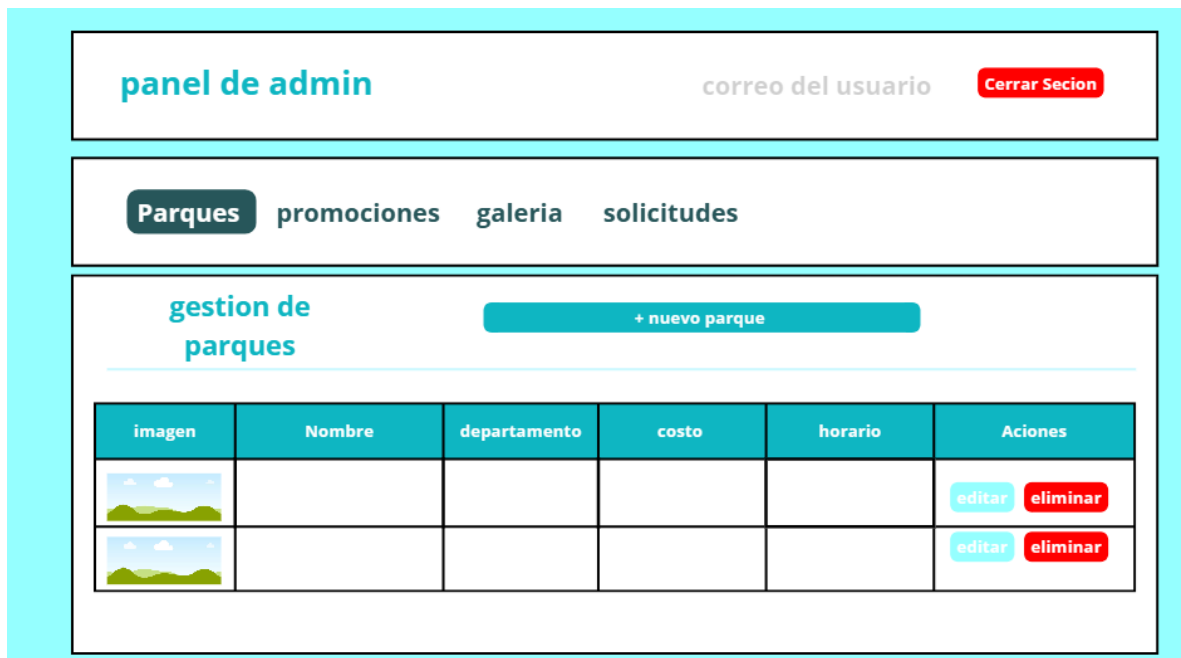 panel de admin
correo del usuario
Cerrar Secion
Parques
promociones
galeria
solicitudes
gestion de
parques
+ nuevo parque
imagen
Nombre
departamento
costo
horario
Aciones
editar
eliminar
editar
eliminar